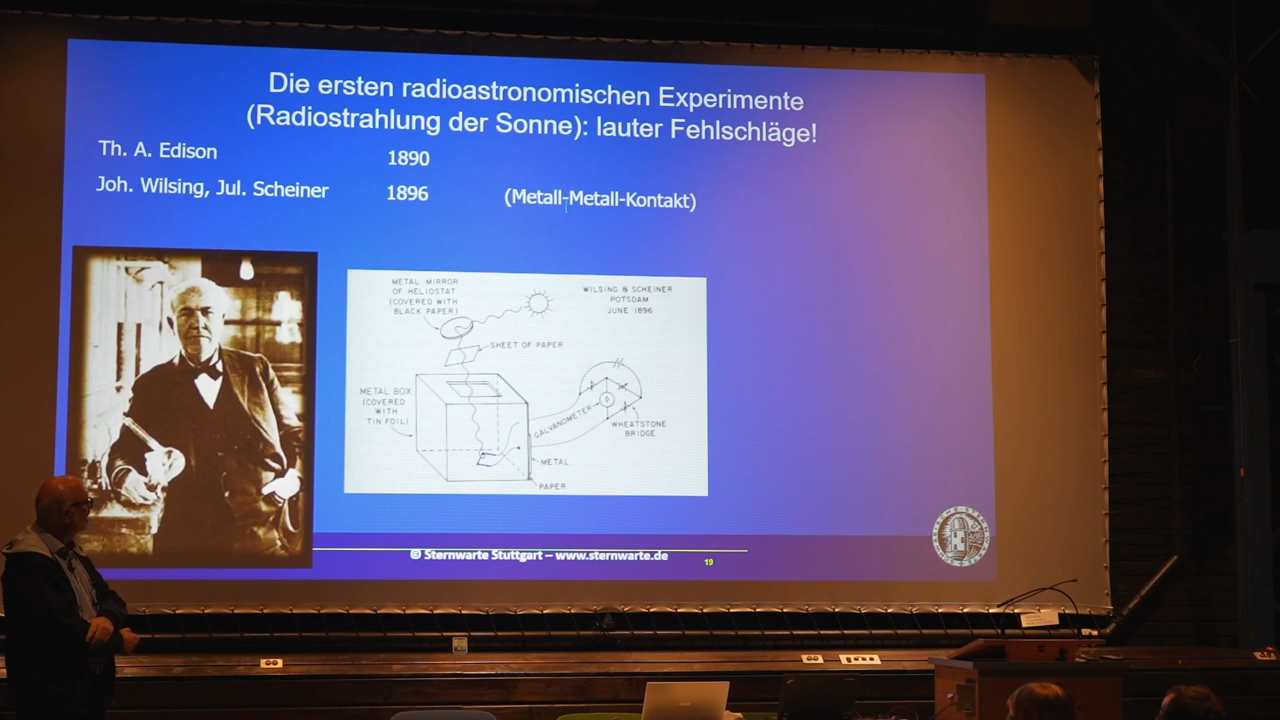 Die ersten radioastronomischen Experimente
(Radiostrahlung der Sonne): lauter Fehlschläge!
Th. A. Edison 1890
Joh. Wilsing, Jul. Scheiner 1896 (Metall-Metall-Kontakt)
METAL MIRROR
OF HELIOSTAT
(COVERED WITH
BLACK PAPER)
WILSING & SCHEINER
POTSDAM
JUNE 1896
SHEET OF PAPER
METAL BOX
(COVERED
WITH
TIN FOIL)
GALVANOMETER
WHEATSTONE
BRIDGE
METAL
PAPER
© Sternwarte Stuttgart – www.sternwarte.de
19